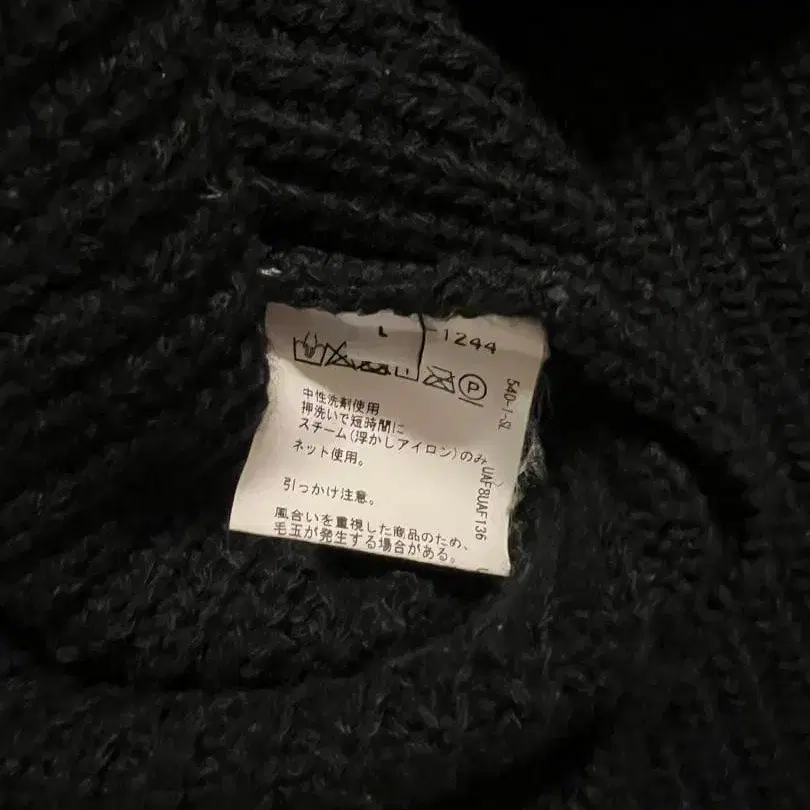 L
1244
P
中性洗剤使用
押洗いで短時間に
スチーム(浮かしアイロン)のみ
ネット使用。
引っかけ注意。
風合いを重視した商品のため、
毛玉が発生する場合がある。
540-1-SL
UAF8UAF136